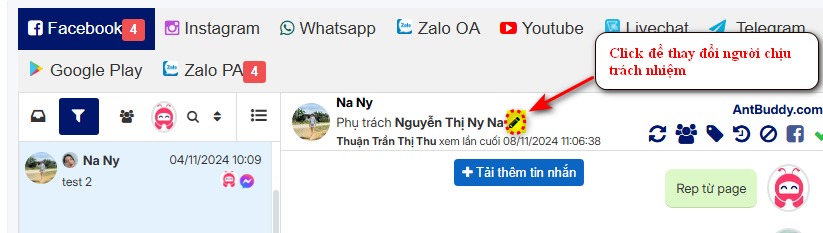 Facebook 4 Instagram Whatsapp Zalo OA Youtube Livechat Telegram
Google Play Zalo PA 4
Click để thay đổi người chịu
trách nhiệm
Na Ny
Phụ trách Nguyễn Thị Ny Na
Thuận Trần Thị Thu xem lần cuối 08/11/2024 11:06:38
AntBuddy.com
Na Ny 04/11/2024 10:09
test 2
+ Tải thêm tin nhắn
Rep từ page